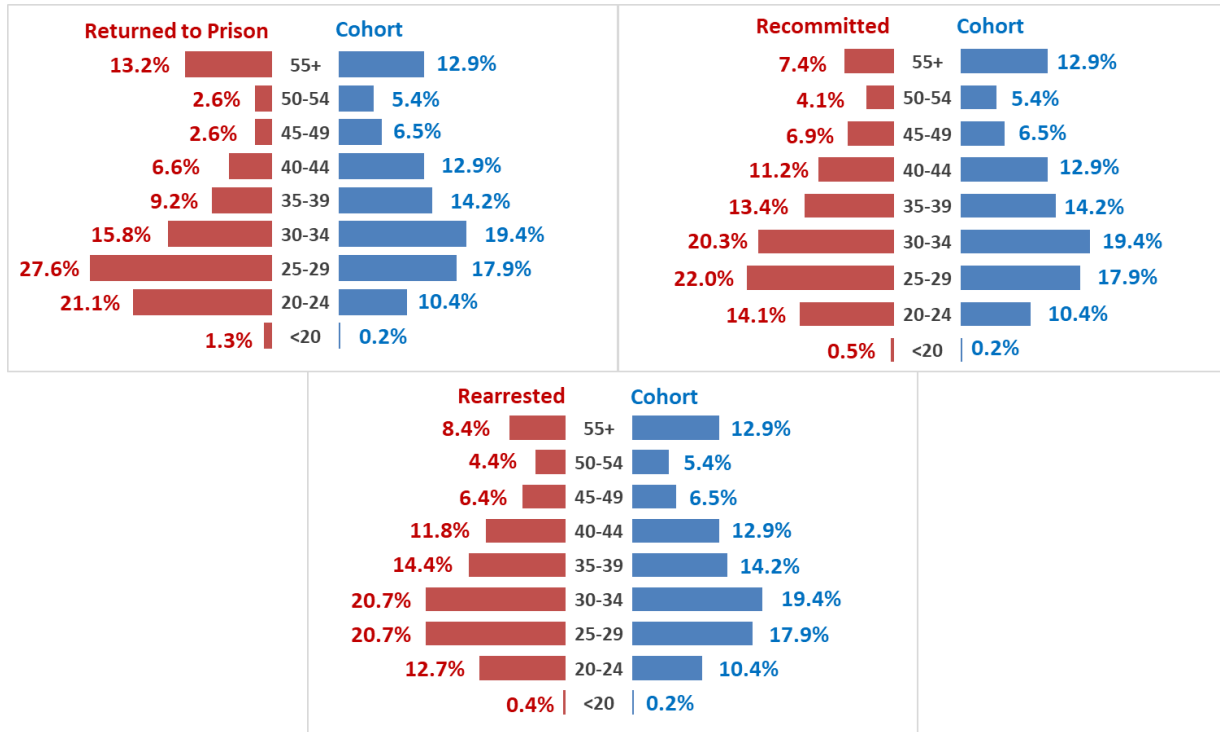 Returned to Prison Cohort
13.2% 55+ 12.9%
2.6% 50-54 5.4%
2.6% 45-49 6.5%
6.6% 40-44 12.9%
9.2% 35-39 14.2%
15.8% 30-34 19.4%
27.6% 25-29 17.9%
21.1% 20-24 10.4%
1.3% <20 0.2%
Recommitted Cohort
7.4% 55+ 12.9%
4.1% 50-54 5.4%
6.9% 45-49 6.5%
11.2% 40-44 12.9%
13.4% 35-39 14.2%
20.3% 30-34 19.4%
22.0% 25-29 17.9%
14.1% 20-24 10.4%
0.5% <20 0.2%
Rearrested Cohort
8.4% 55+ 12.9%
4.4% 50-54 5.4%
6.4% 45-49 6.5%
11.8% 40-44 12.9%
14.4% 35-39 14.2%
20.7% 30-34 19.4%
20.7% 25-29 17.9%
12.7% 20-24 10.4%
0.4% <20 0.2%